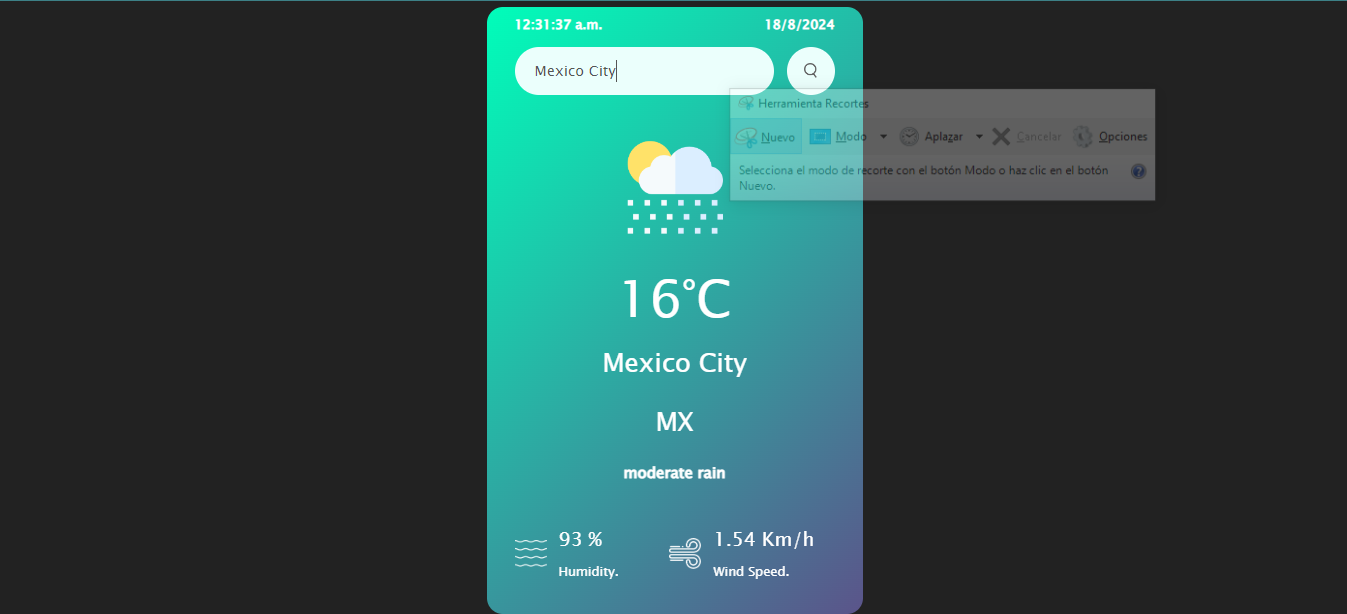 12:31:37 a.m. 18/8/2024
Mexico City
Herramienta Recortes
Nuevo Modo Aplazar Cancelar Opciones
Selecciona el modo de recorte con el botón Modo o haz clic en el botón
Nuevo.
16°C
Mexico City
MX
moderate rain
93 % 1.54 Km/h
Humidity. Wind Speed.